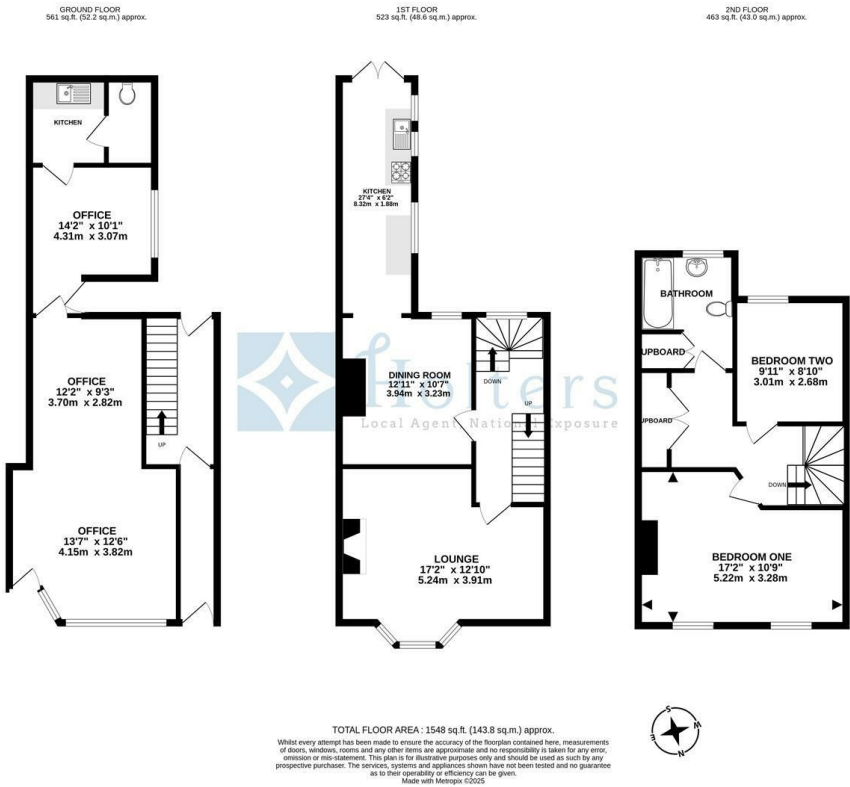 GROUND FLOOR
561 sq.ft. (52.2 sq.m.) approx.
1ST FLOOR
523 sq.ft. (48.6 sq.m.) approx.
2ND FLOOR
463 sq.ft. (43.0 sq.m.) approx.
KITCHEN
OFFICE
14'2" x 10'1"
4.31m x 3.07m
OFFICE
12'2" x 9'3"
3.70m x 2.82m
UP
OFFICE
13'7" x 12'6"
4.15m x 3.82m
KITCHEN
27'4" x 6'2"
8.32m x 1.88m
DINING ROOM
12'11" x 10'7"
3.94m x 3.23m
DOWN
UP
LOUNGE
17'2" x 12'10"
5.24m x 3.91m
BATHROOM
UPBOARD
BEDROOM TWO
9'11" x 8'10"
3.01m x 2.68m
UPBOARD
DOWN
BEDROOM ONE
17'2" x 10'9"
5.22m x 3.28m
Holters
Local Agent, National Exposure
S
W
E
N
TOTAL FLOOR AREA : 1548 sq.ft. (143.8 sq.m.) approx.
Whilst every attempt has been made to ensure the accuracy of the floorplan contained here, measurements
of doors, windows, rooms and any other items are approximate and no responsibility is taken for any error,
omission or mis-statement. This plan is for illustrative purposes only and should be used as such by any
prospective purchaser. The services, systems and appliances shown have not been tested and no guarantee
as to their operability or efficiency can be given.
Made with Metropix ©2025